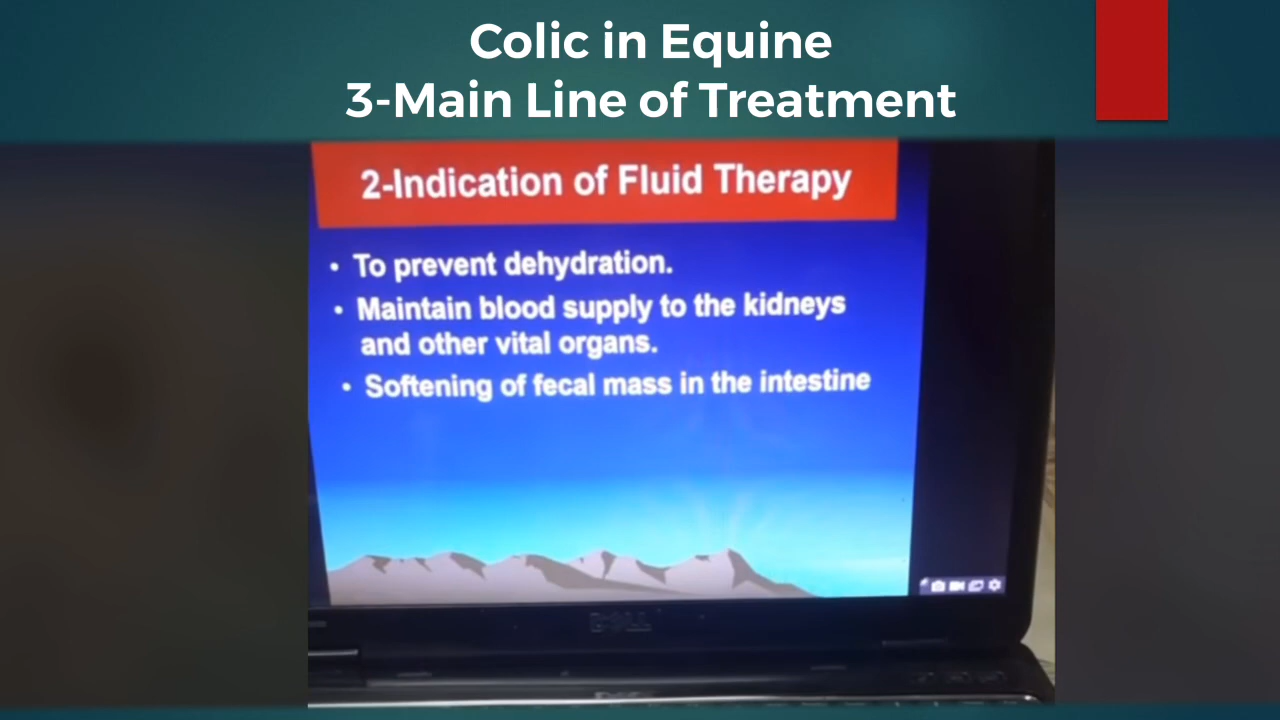 Colic in Equine
3-Main Line of Treatment
2-Indication of Fluid Therapy
• To prevent dehydration.
• Maintain blood supply to the kidneys
and other vital organs.
• Softening of fecal mass in the intestine
DELL